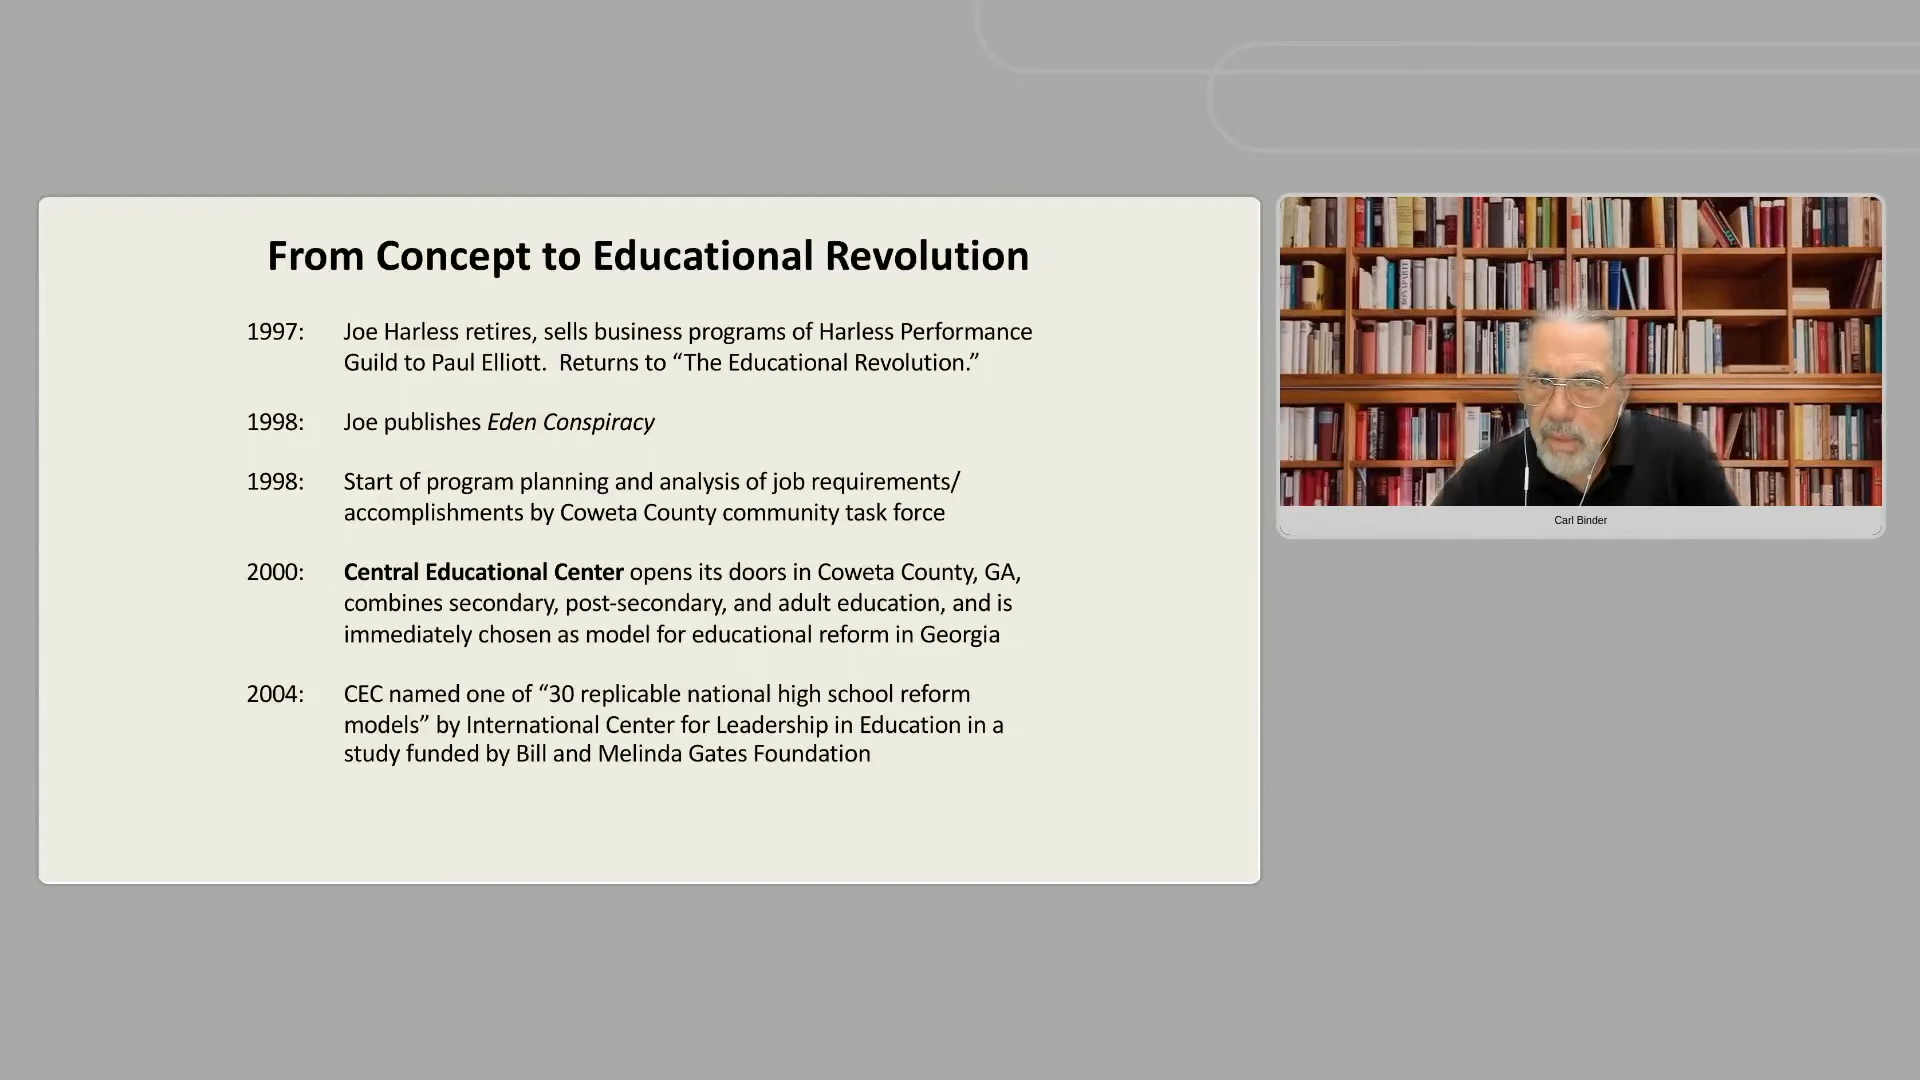 From Concept to Educational Revolution
1997: Joe Harless retires, sells business programs of Harless Performance
Guild to Paul Elliott.  Returns to “The Educational Revolution.”
1998: Joe publishes Eden Conspiracy
1998: Start of program planning and analysis of job requirements/
accomplishments by Coweta County community task force
2000: Central Educational Center opens its doors in Coweta County, GA,
combines secondary, post-secondary, and adult education, and is
immediately chosen as model for educational reform in Georgia
2004: CEC named one of “30 replicable national high school reform
models” by International Center for Leadership in Education in a
study funded by Bill and Melinda Gates Foundation
Carl Binder